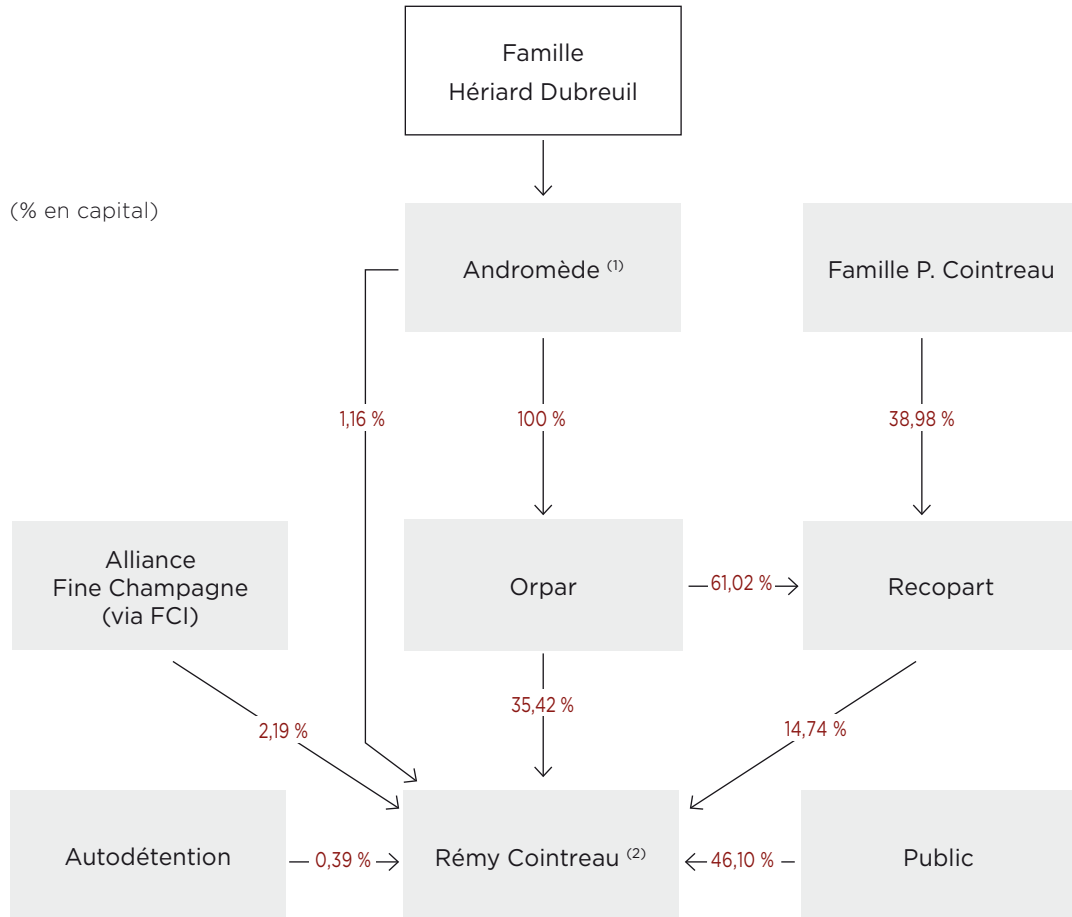 Famille
Hériard Dubreuil
(% en capital)
Andromède (1)
Famille P. Cointreau
1,16 %
100 %
38,98 %
Alliance
Fine Champagne
(via FCI)
Orpar
61,02 %
Recopart
35,42 %
2,19 %
14,74 %
Autodétention
0,39 %
Rémy Cointreau (2)
46,10 %
Public